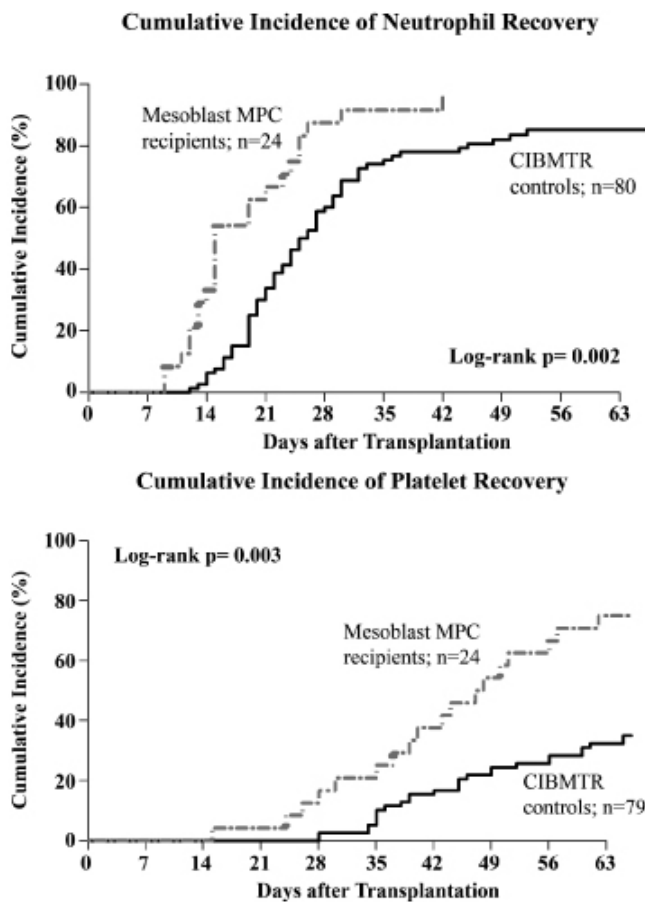 Cumulative Incidence of Neutrophil Recovery
Cumulative Incidence (%)
100
80
60
40
20
0
Mesoblast MPC
recipients; n=24
CIBMTR
controls; n=80
Log-rank p= 0.002
0 7 14 21 28 35 42 49 56 63
Days after Transplantation
Cumulative Incidence of Platelet Recovery
Cumulative Incidence (%)
100
80
60
40
20
0
Log-rank p= 0.003
Mesoblast MPC
recipients; n=24
CIBMTR
controls; n=79
0 7 14 21 28 35 42 49 56 63
Days after Transplantation